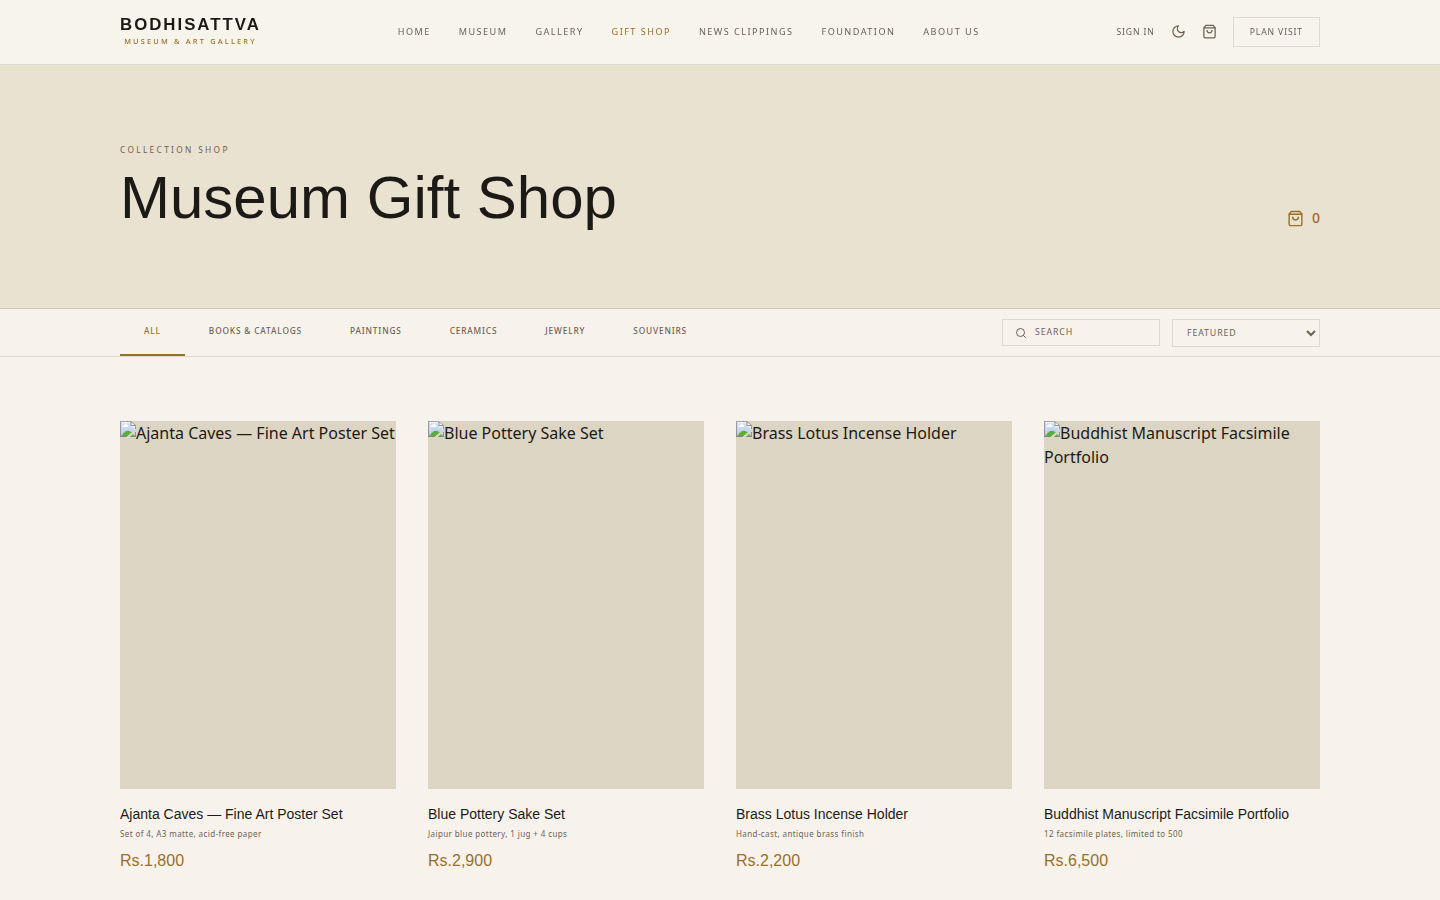 BODHISATTVA
MUSEUM & ART GALLERY
HOME
MUSEUM
GALLERY
GIFT SHOP
NEWS CLIPPINGS
FOUNDATION
ABOUT US
SIGN IN
PLAN VISIT
COLLECTION SHOP
Museum Gift Shop
0
ALL
BOOKS & CATALOGS
PAINTINGS
CERAMICS
JEWELRY
SOUVENIRS
SEARCH
FEATURED
Ajanta Caves — Fine Art Poster Set
Blue Pottery Sake Set
Brass Lotus Incense Holder
Buddhist Manuscript Facsimile
Portfolio
Ajanta Caves — Fine Art Poster Set
Set of 4, A3 matte, acid-free paper
Rs.1,800
Blue Pottery Sake Set
Jaipur blue pottery, 1 jug + 4 cups
Rs.2,900
Brass Lotus Incense Holder
Hand-cast, antique brass finish
Rs.2,200
Buddhist Manuscript Facsimile Portfolio
12 facsimile plates, limited to 500
Rs.6,500